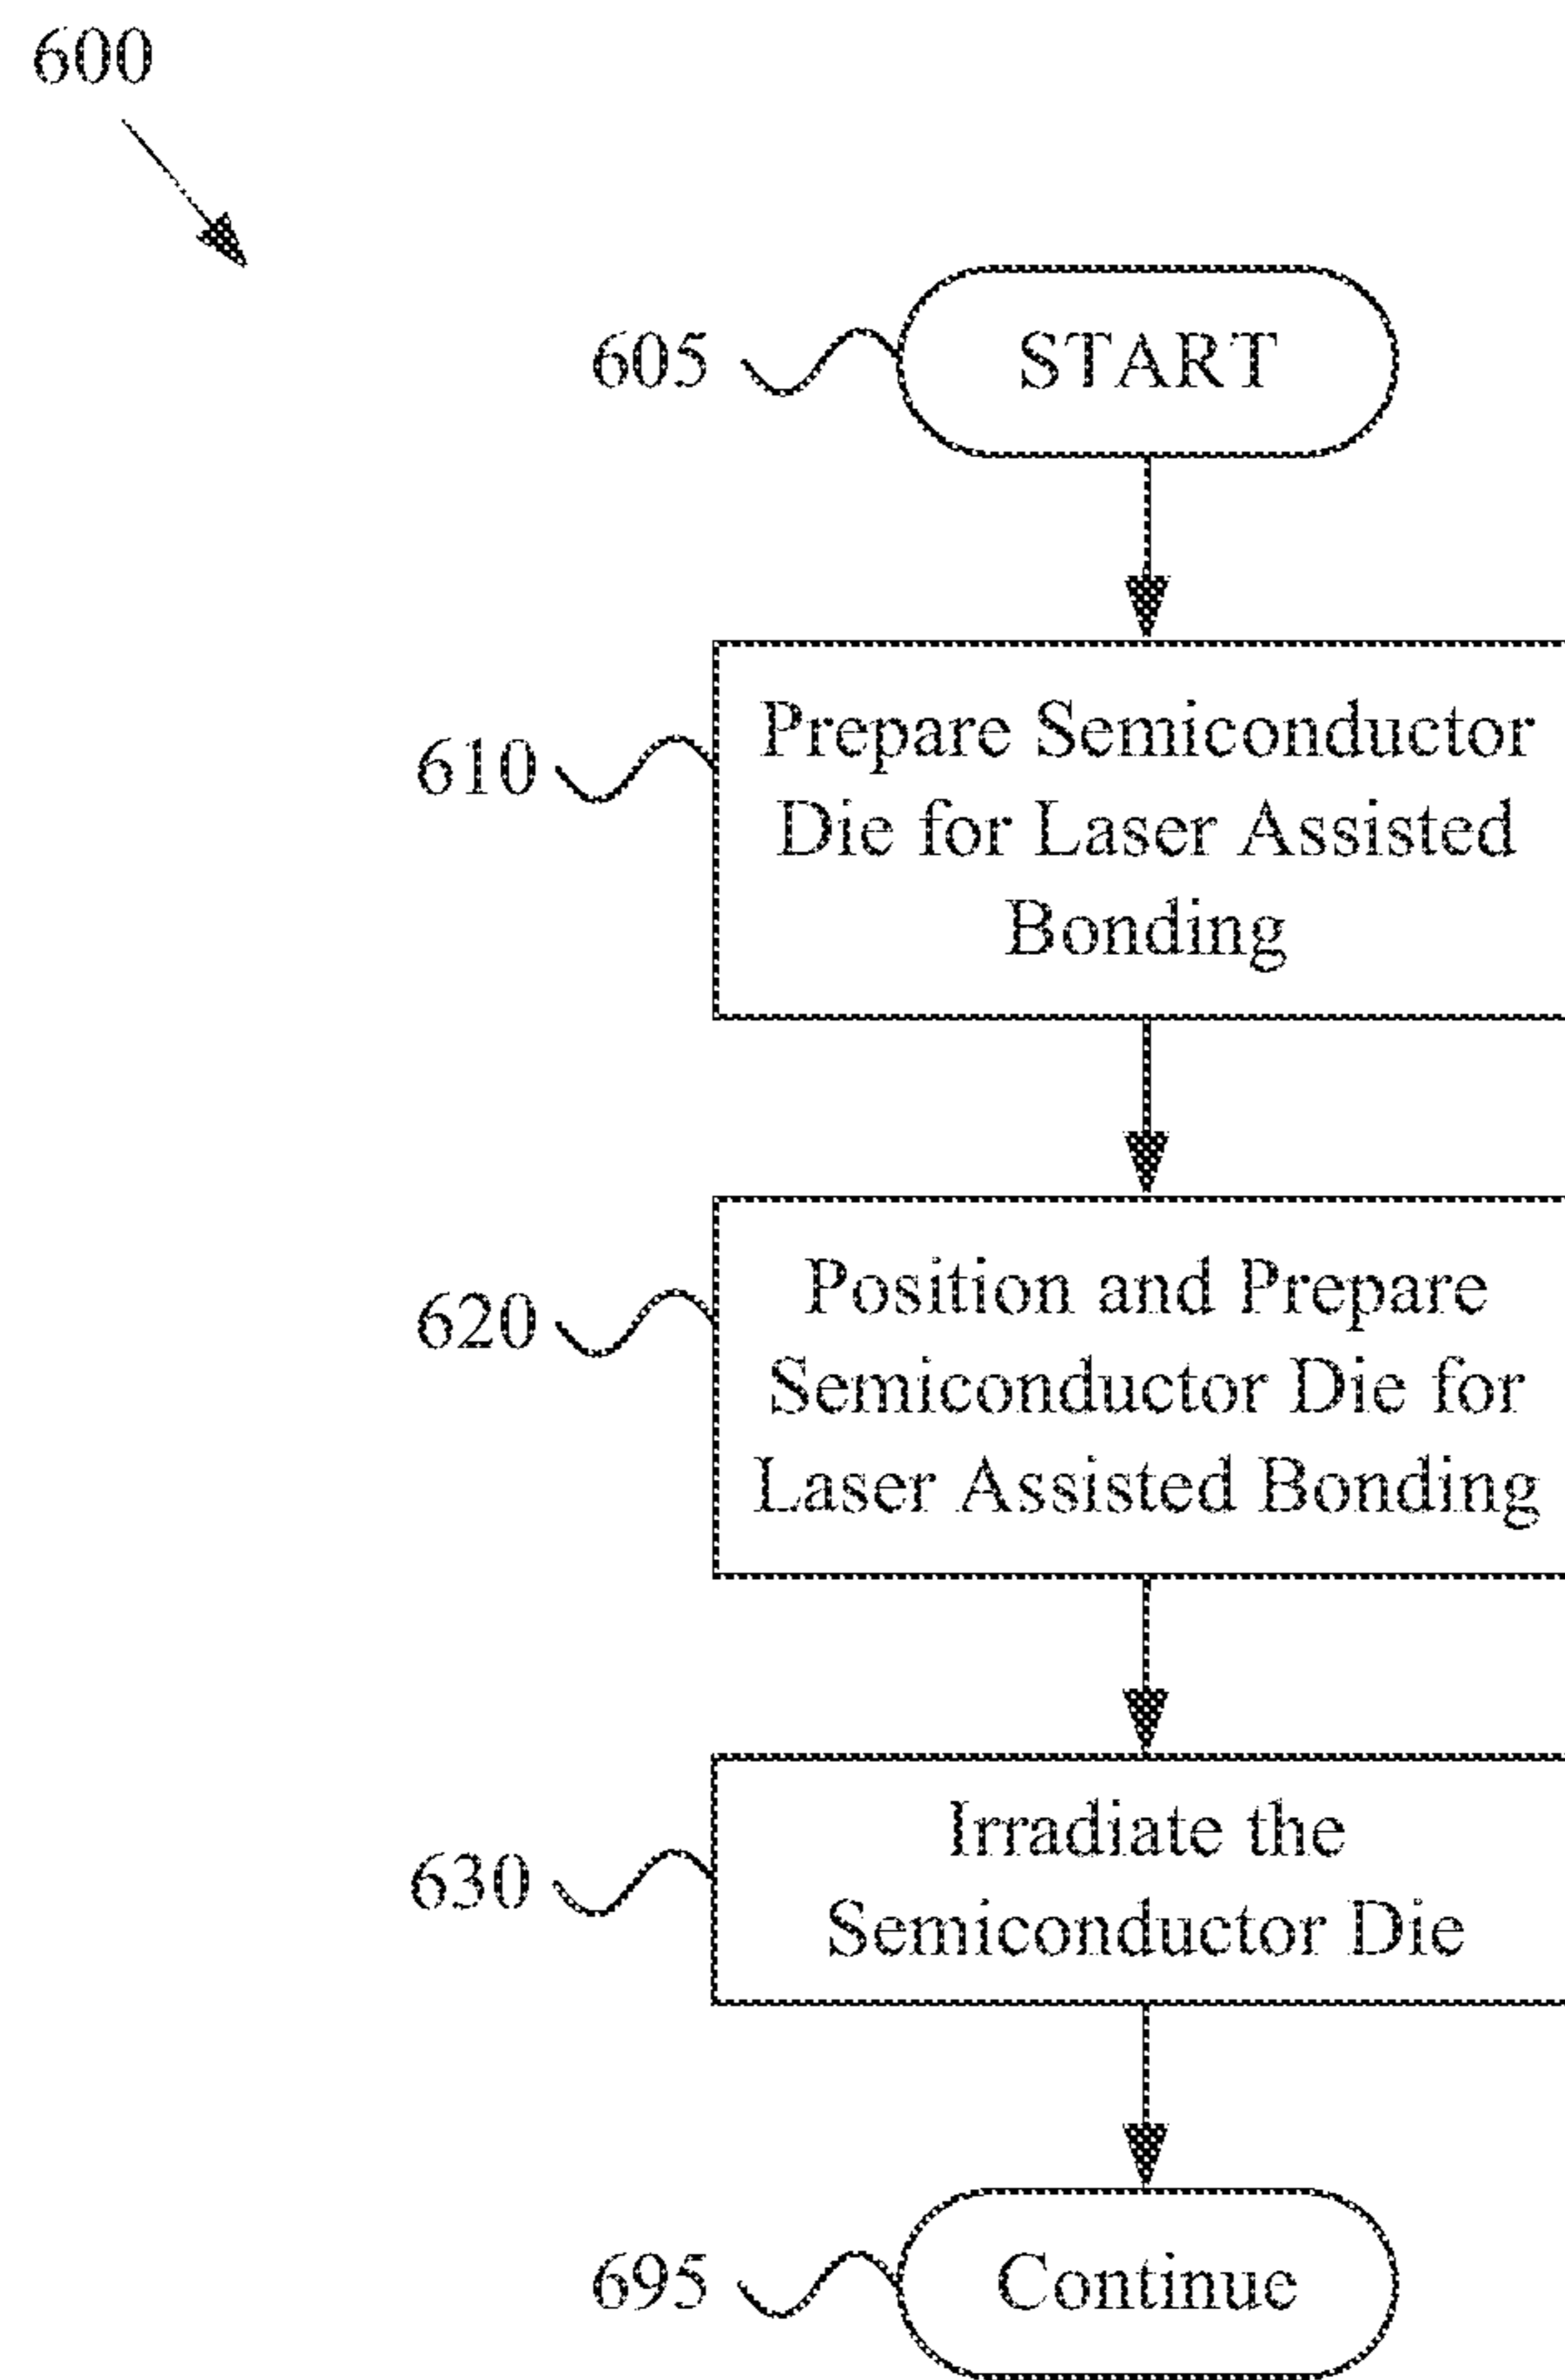 600
605
START
610
Prepare Semiconductor
Die for Laser Assisted
Bonding
620
Position and Prepare
Semiconductor Die for
Laser Assisted Bonding
630
Irradiate the
Semiconductor Die
695
Continue